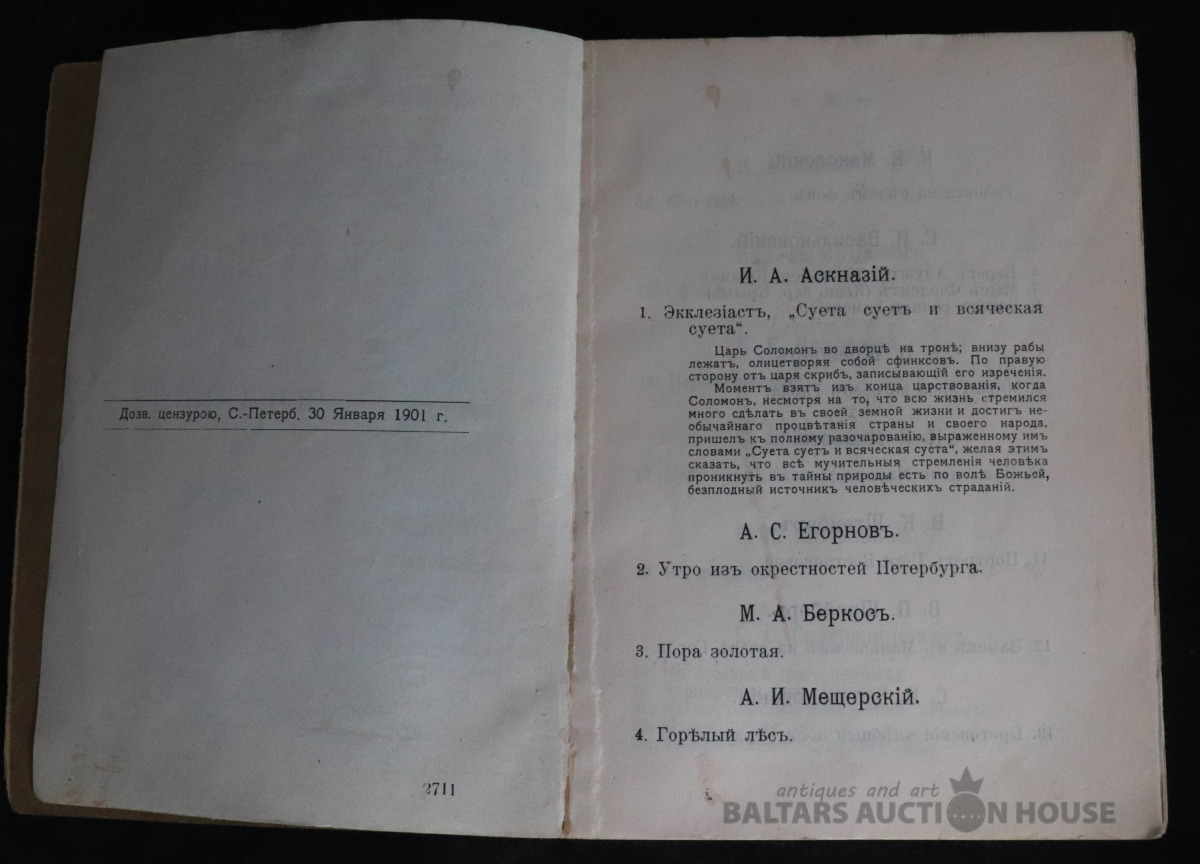 Дозв. цензурою, С.-Петерб. 30 Января 1901 г.
2711
И. А. Аскназій.
1. Экклезіастъ, „Суета суетъ и всяческая
суета“.
Царь Соломонъ во дворцѣ на тронѣ; внизу рабы
лежатъ, олицетворяя собой сфинксовъ. По правую
сторону отъ царя скрибъ, записывающій его изреченія.
Моментъ взятъ изъ конца царствованія, когда
Соломонъ, несмотря на то, что всю жизнь стремился
много сдѣлать въ своей земной жизни и достигъ не-
обычайнаго процвѣтанія страны и своего народа,
пришелъ къ полному разочарованію, выраженному имъ
словами „Суета суетъ и всяческая суета“, желая этимъ
сказать, что всѣ мучительныя стремленія человѣка
проникнуть въ тайны природы есть по волѣ Божьей,
безплодный источникъ человѣческихъ страданій.
А. С. Егорновъ.
2. Утро изъ окрестностей Петербурга.
М. А. Беркосъ.
3. Пора золотая.
А. И. Мещерскій.
4. Горѣлый лѣсъ.
antiques and art
BALTARS AUCTION HOUSE